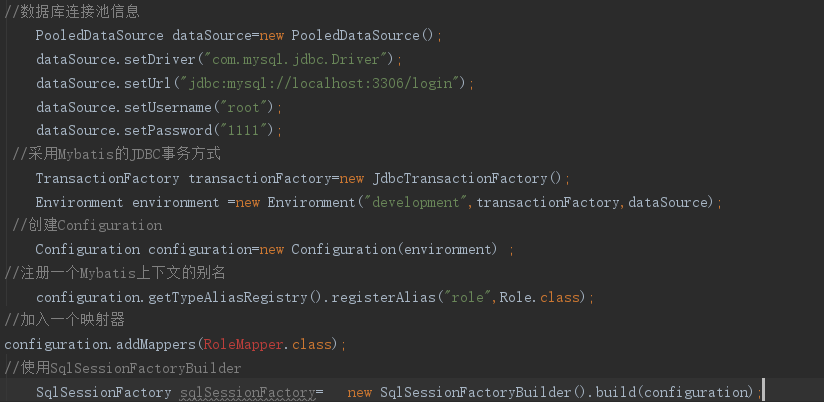 //数据库连接池信息
PooledDataSource dataSource=new PooledDataSource();
dataSource.setDriver("com.mysql.jdbc.Driver");
dataSource.setUrl("jdbc:mysql://localhost:3306/login");
dataSource.setUsername("root");
dataSource.setPassword("1111");
//采用Mybatis的JDBC事务方式
TransactionFactory transactionFactory=new JdbcTransactionFactory();
Environment environment =new Environment("development",transactionFactory,dataSource);
//创建Configuration
Configuration configuration=new Configuration(environment) ;
//注册一个Mybatis上下文的别名
configuration.getTypeAliasRegistry().registerAlias("role",Role.class);
//加入一个映射器
configuration.addMappers(RoleMapper.class);
//使用SqlSessionFactoryBuilder
SqlSessionFactory sqlSessionFactory=   new SqlSessionFactoryBuilder().build(configuration);